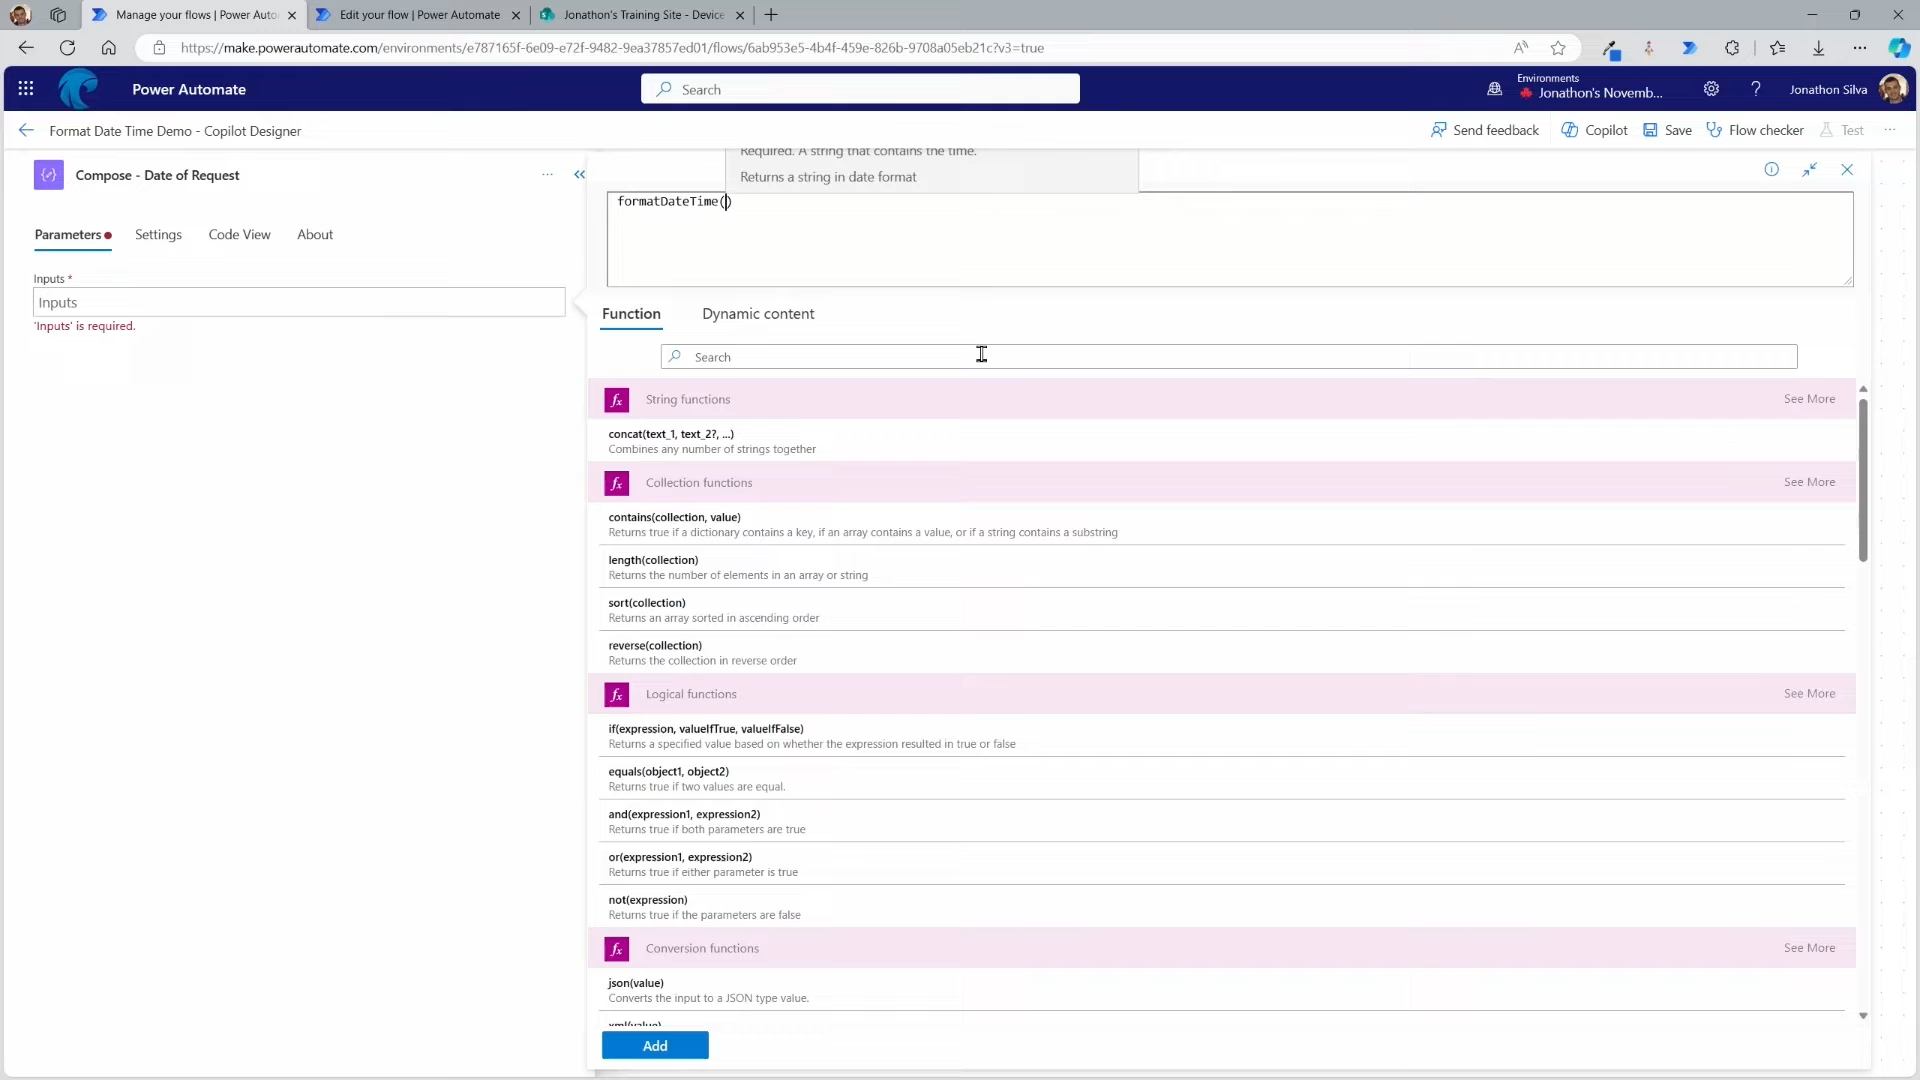 Manage your flows | Power Auto
Edit your flow | Power Automate
Jonathon's Training Site - Device
https://make.powerautomate.com/environments/e787165f-6e09-e72f-9482-9ea37857ed01/flows/6ab953e5-4b4f-459e-826b-9708a05eb21c?v3=true
Power Automate
Search
Environments
Jonathon's Novemb...
Jonathon Silva
Format Date Time Demo - Copilot Designer
Send feedback
Copilot
Save
Flow checker
Test
Compose - Date of Request
Required. A string that contains the time.
Returns a string in date format
formatDateTime()
Parameters
Settings
Code View
About
Inputs *
Inputs
'Inputs' is required.
Function
Dynamic content
Search
String functions
See More
concat(text_1, text_2?, ...)
Combines any number of strings together
Collection functions
See More
contains(collection, value)
Returns true if a dictionary contains a key, if an array contains a value, or if a string contains a substring
length(collection)
Returns the number of elements in an array or string
sort(collection)
Returns an array sorted in ascending order
reverse(collection)
Returns the collection in reverse order
Logical functions
See More
if(expression, valueIfTrue, valueIfFalse)
Returns a specified value based on whether the expression resulted in true or false
equals(object1, object2)
Returns true if two values are equal.
and(expression1, expression2)
Returns true if both parameters are true
or(expression1, expression2)
Returns true if either parameter is true
not(expression)
Returns true if the parameters are false
Conversion functions
See More
json(value)
Converts the input to a JSON type value.
xml(value)
Add